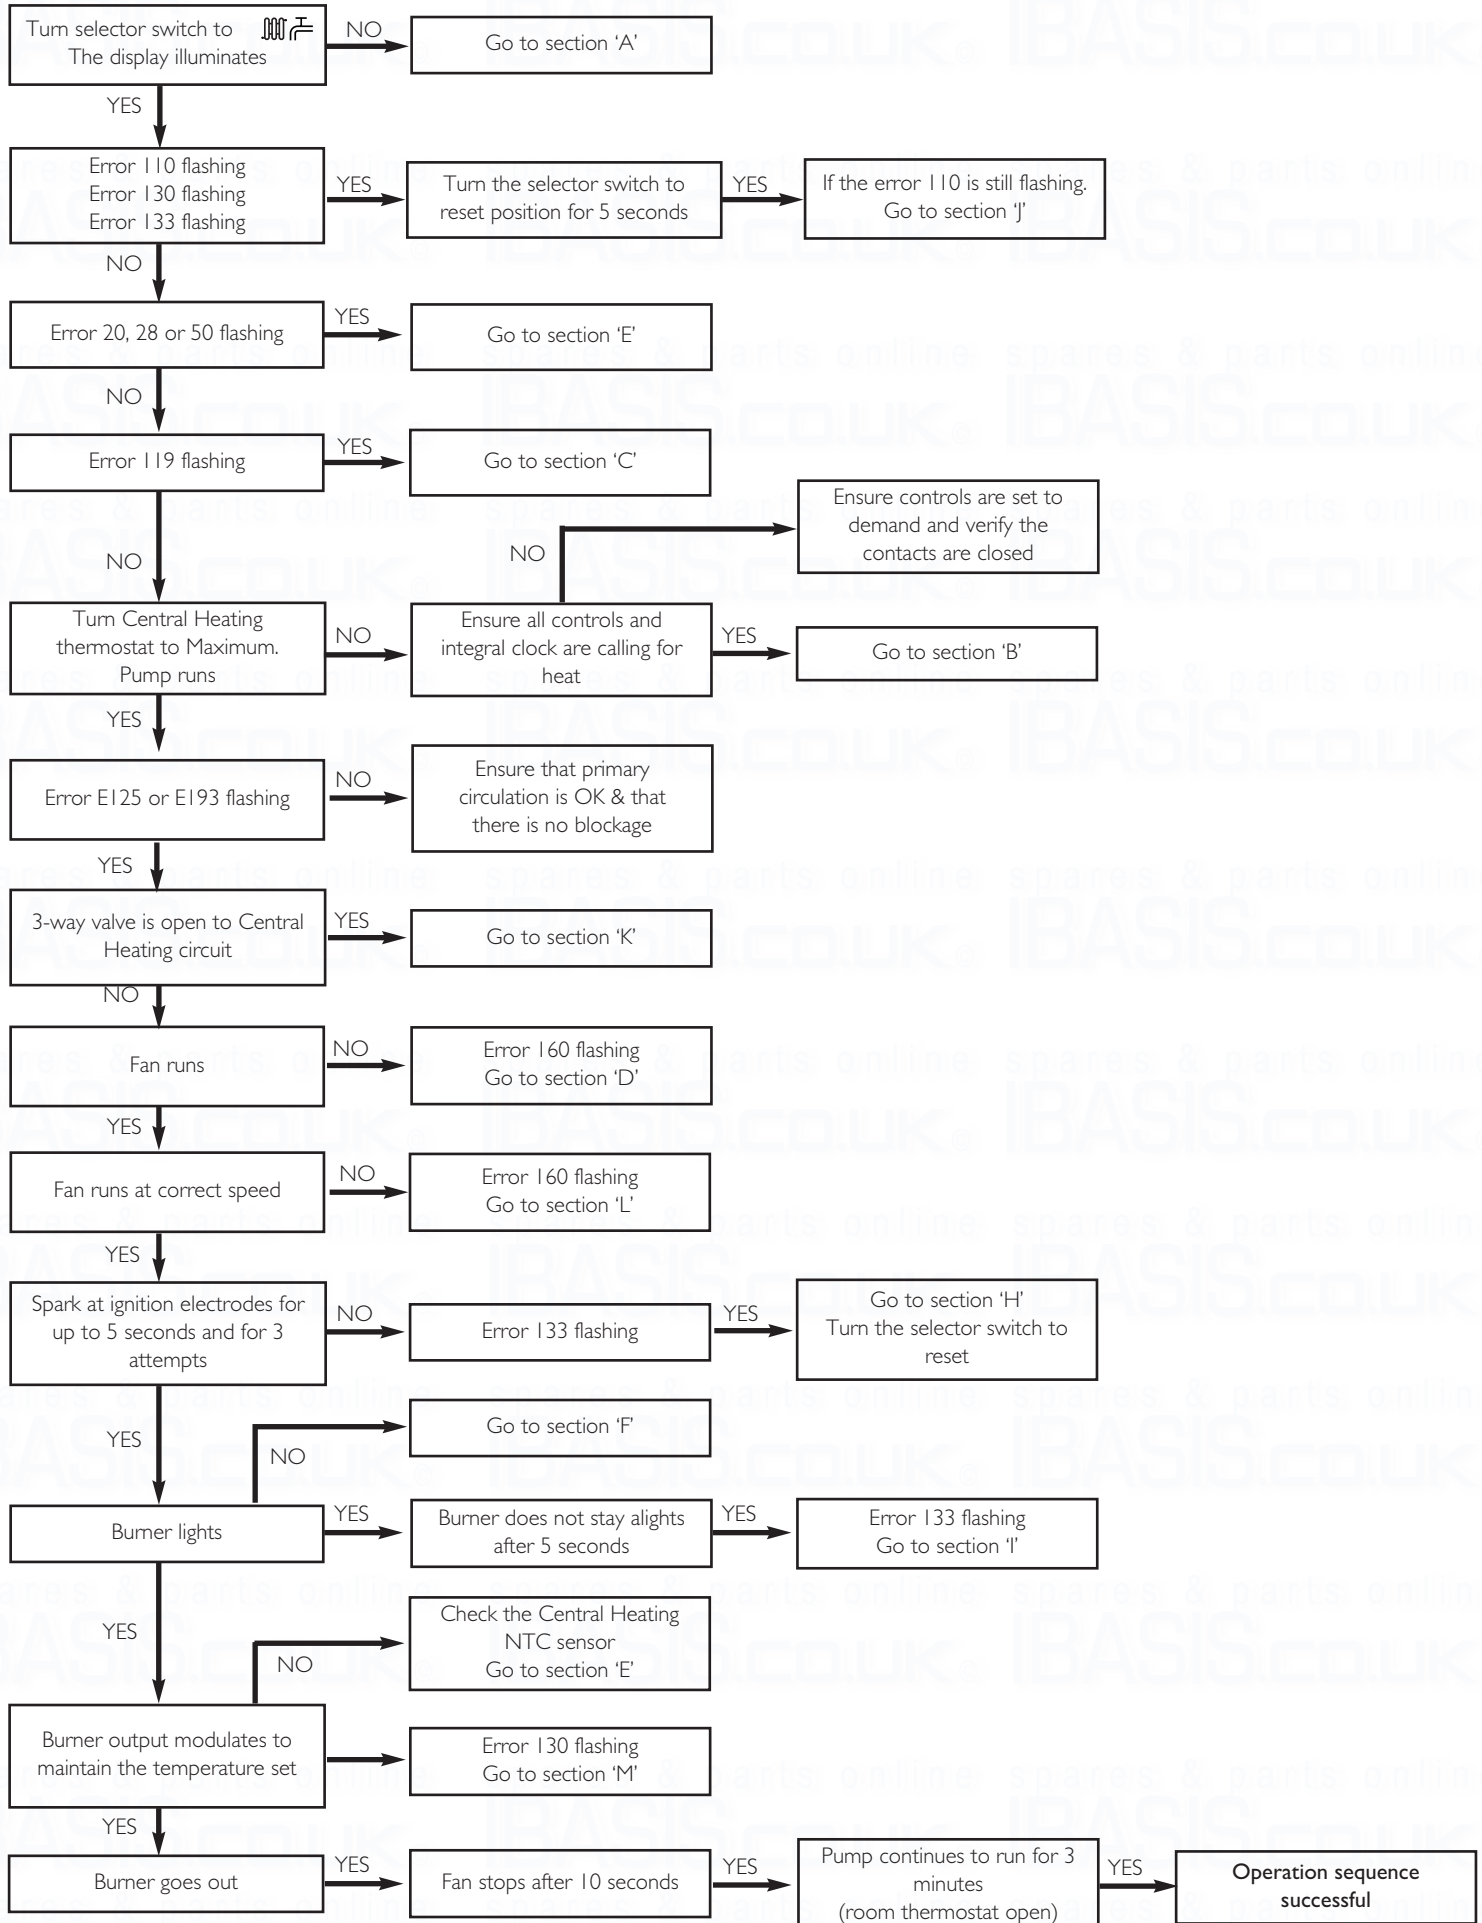 Turn selector switch to
The display illuminates
NO
Go to section ‘A’
YES
Error 110 flashing
Error 130 flashing
Error 133 flashing
YES
Turn the selector switch to
reset position for 5 seconds
YES
If the error 110 is still flashing.
Go to section ‘J’
NO
Error 20, 28 or 50 flashing
YES
Go to section ‘E’
NO
Error 119 flashing
YES
Go to section ‘C’
NO
Turn Central Heating
thermostat to Maximum.
Pump runs
NO
Ensure all controls and
integral clock are calling for
heat
NO
Ensure controls are set to
demand and verify the
contacts are closed
YES
Go to section ‘B’
YES
Error E125 or E193 flashing
NO
Ensure that primary
circulation is OK & that
there is no blockage
YES
3-way valve is open to Central
Heating circuit
YES
Go to section ‘K’
NO
Fan runs
NO
Error 160 flashing
Go to section ‘D’
YES
Fan runs at correct speed
NO
Error 160 flashing
Go to section ‘L’
YES
Spark at ignition electrodes for
up to 5 seconds and for 3
attempts
NO
Error 133 flashing
YES
Go to section ‘H’
Turn the selector switch to
reset
YES
NO
Go to section ‘F’
Burner lights
YES
Burner does not stay alights
after 5 seconds
YES
Error 133 flashing
Go to section ‘I’
YES
NO
Check the Central Heating
NTC sensor
Go to section ‘E’
Burner output modulates to
maintain the temperature set
Error 130 flashing
Go to section ‘M’
YES
Burner goes out
YES
Fan stops after 10 seconds
YES
Pump continues to run for 3
minutes
(room thermostat open)
YES
Operation sequence
successful
spares & parts online
IBASIS.co.uk